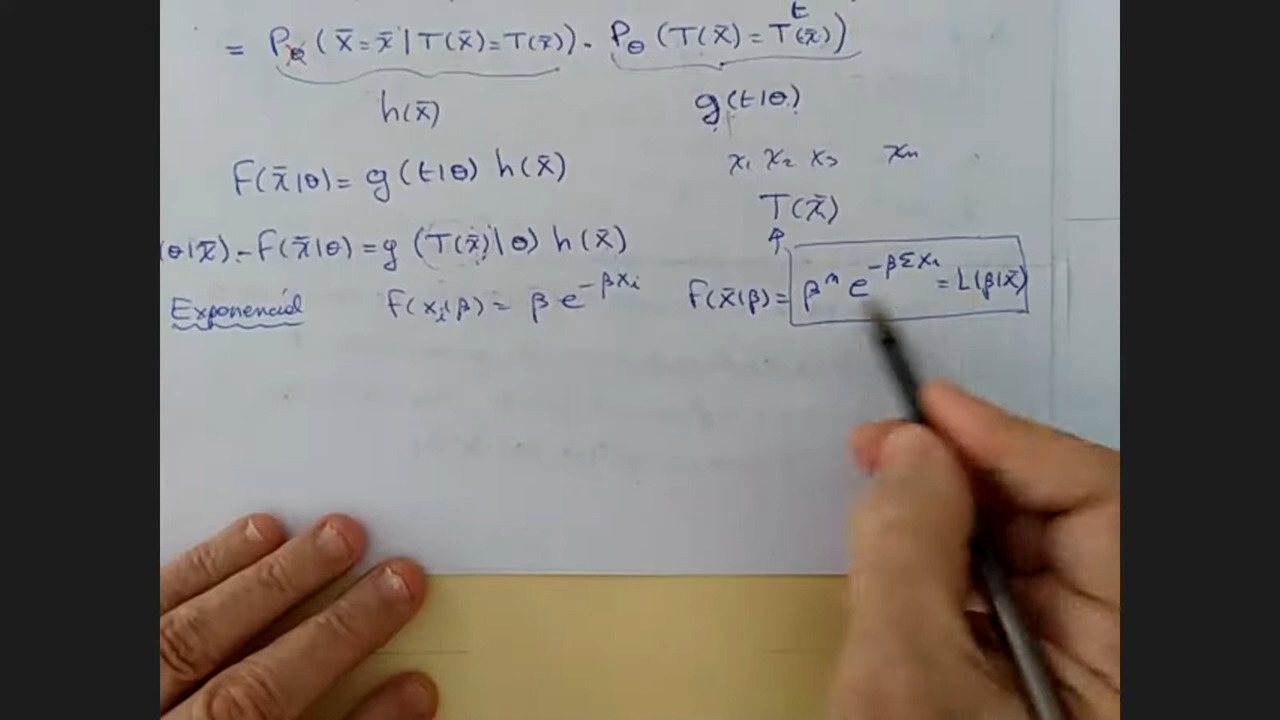 = Pθ ( X̄ = x̄ | T(X̄) = T(x̄) ) · Pθ ( T(X̄) = T(x̄) )
t
h(x̄) g(t|θ)
x₁ x₂ x₃ xₙ
F(x̄|θ) = g(t|θ) h(x̄)
T(x̄)
(θ|x̄) = F(x̄|θ) = g (T(x̄)|θ) h(x̄)
Exponencial F(xᵢ|β) = β e^{-βxᵢ} F(x̄|β) = βⁿ e^{-βΣxᵢ} = L(β|x̄)